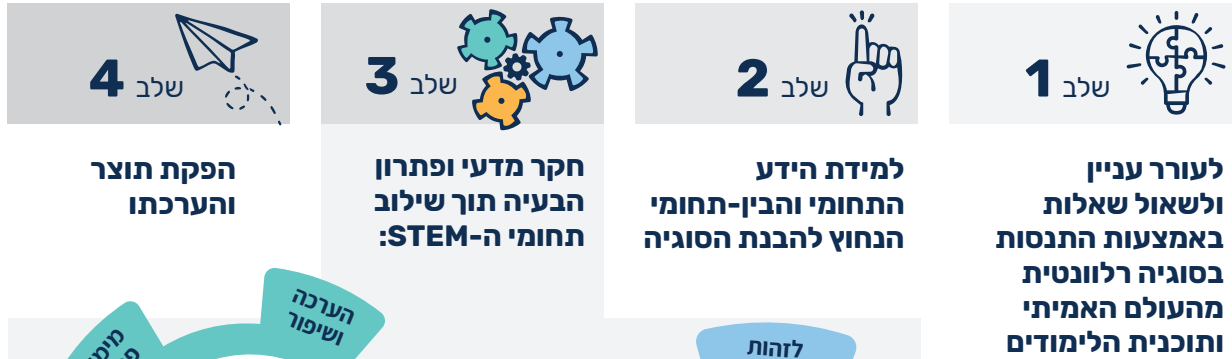 שלב 1
לעורר עניין
ולשאול שאלות
באמצעות התנסות
בסוגיה רלוונטית
מהעולם האמיתי
ותוכנית הלימודים
שלב 2
למידת הידע
התחומי והבין-תחומי
הנחוץ להבנת הסוגיה
שלב 3
חקר מדעי ופתרון
הבעיה תוך שילוב
תחומי ה-STEM:
שלב 4
הפקת תוצר
והערכתו
לזהות
הערכה
ושיפור